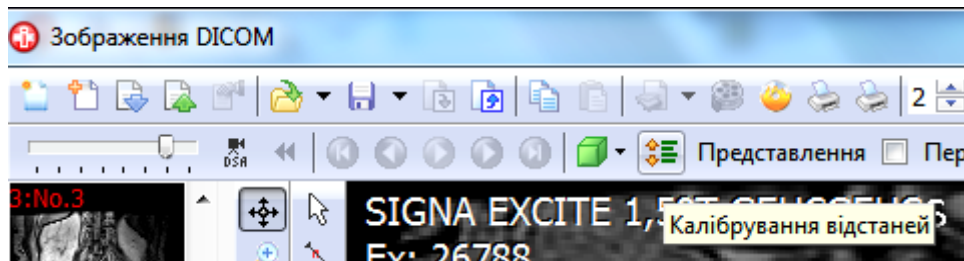 Зображення DICOM
2
DSA
Представлення
Пер
3:No.3
SIGNA EXCITE 1,5
Калібрування відстаней
Ex: 26788